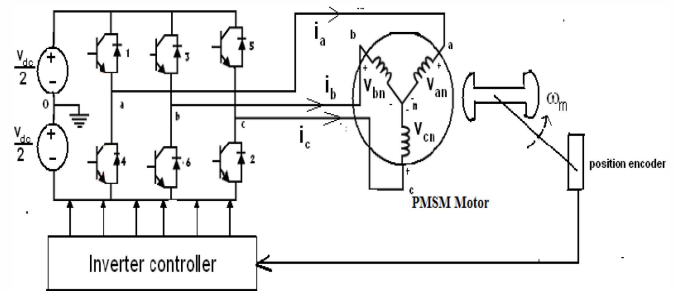 V_dc/2
V_dc/2
0
1
3
5
4
6
2
a
b
c
i_a
i_b
i_c
b
a
+
+
V_bn
V_an
n
V_cn
+
c
PMSM Motor
ω_m
position encoder
Inverter controller